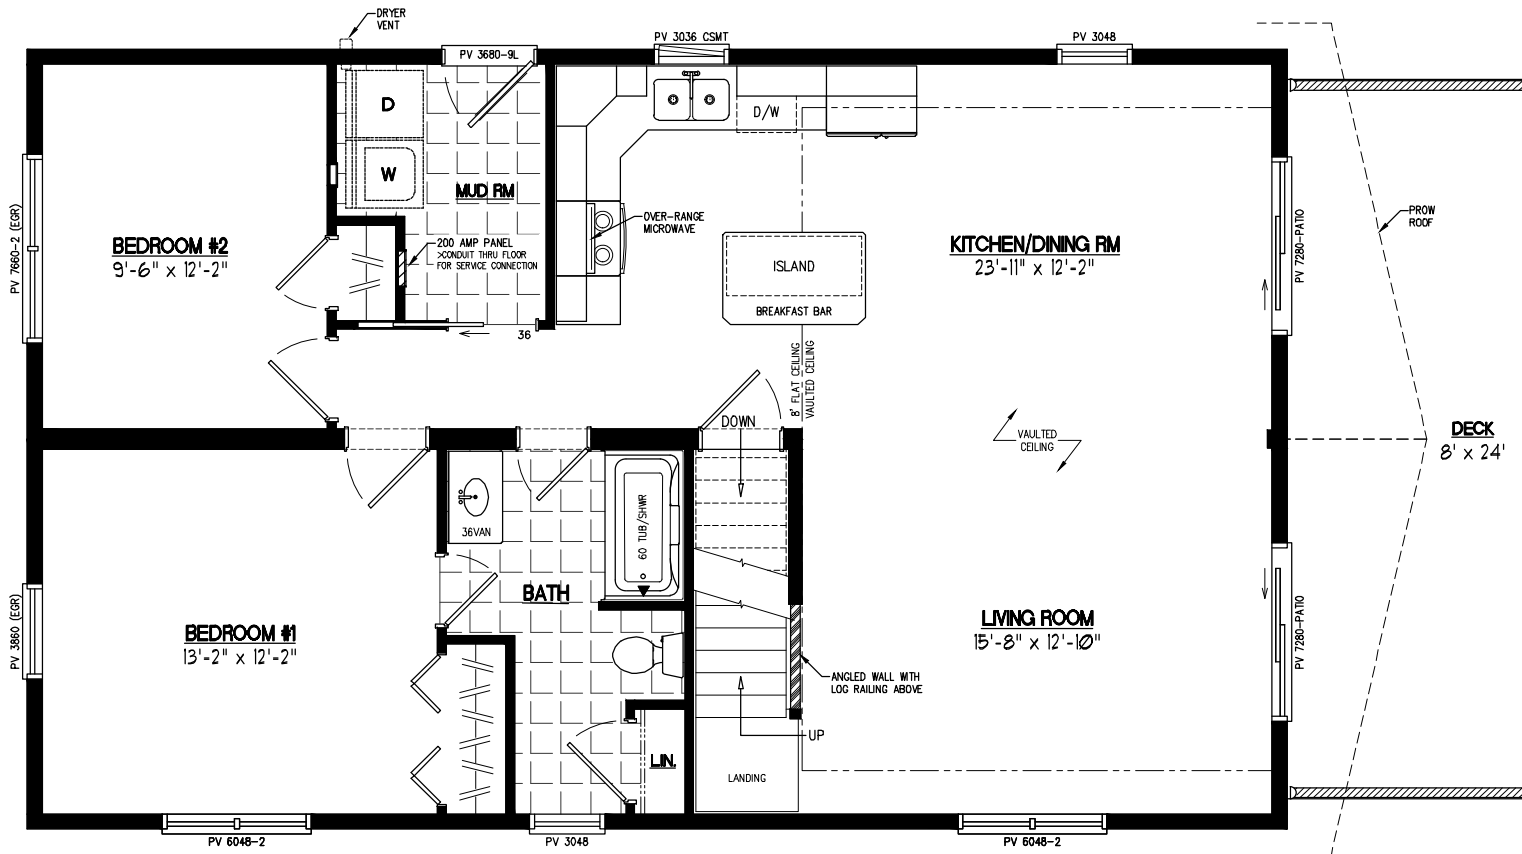 DRYER
VENT
PV 3680-9L
PV 3036 CSMT
PV 3048
D
W
D/W
MUD RM
PV 7660-2 (EGR)
BEDROOM #2
9'-6" x 12'-2"
200 AMP PANEL
>CONDUIT THRU FLOOR
FOR SERVICE CONNECTION
OVER-RANGE
MICROWAVE
ISLAND
BREAKFAST BAR
KITCHEN/DINING RM
23'-11" x 12'-2"
PV 7280-PATIO
PROW
ROOF
36
8' FLAT CEILING
VAULTED CEILING
DOWN
VAULTED
CEILING
DECK
8' x 24'
36VAN
60 TUB/SHWR
BATH
PV 3860 (EGR)
BEDROOM #1
13'-2" x 12'-2"
LIVING ROOM
15'-8" x 12'-10"
PV 7280-PATIO
ANGLED WALL WITH
LOG RAILING ABOVE
UP
LIN.
LANDING
PV 6048-2
PV 3048
PV 6048-2